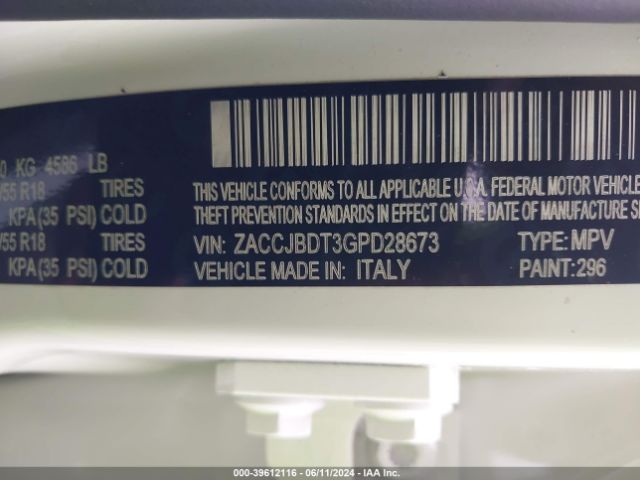 KG 4586 LB
55 R18 TIRES
KPA(35 PSI) COLD
55 R18 TIRES
KPA(35 PSI) COLD
THIS VEHICLE CONFORMS TO ALL APPLICABLE U.S.A. FEDERAL MOTOR VEHICLE
THEFT PREVENTION STANDARDS IN EFFECT ON THE DATE OF MANUFACTURE
VIN: ZACCJBDT3GPD28673 TYPE: MPV
VEHICLE MADE IN: ITALY PAINT: 296
000-39612116 - 06/11/2024 - IAA Inc.